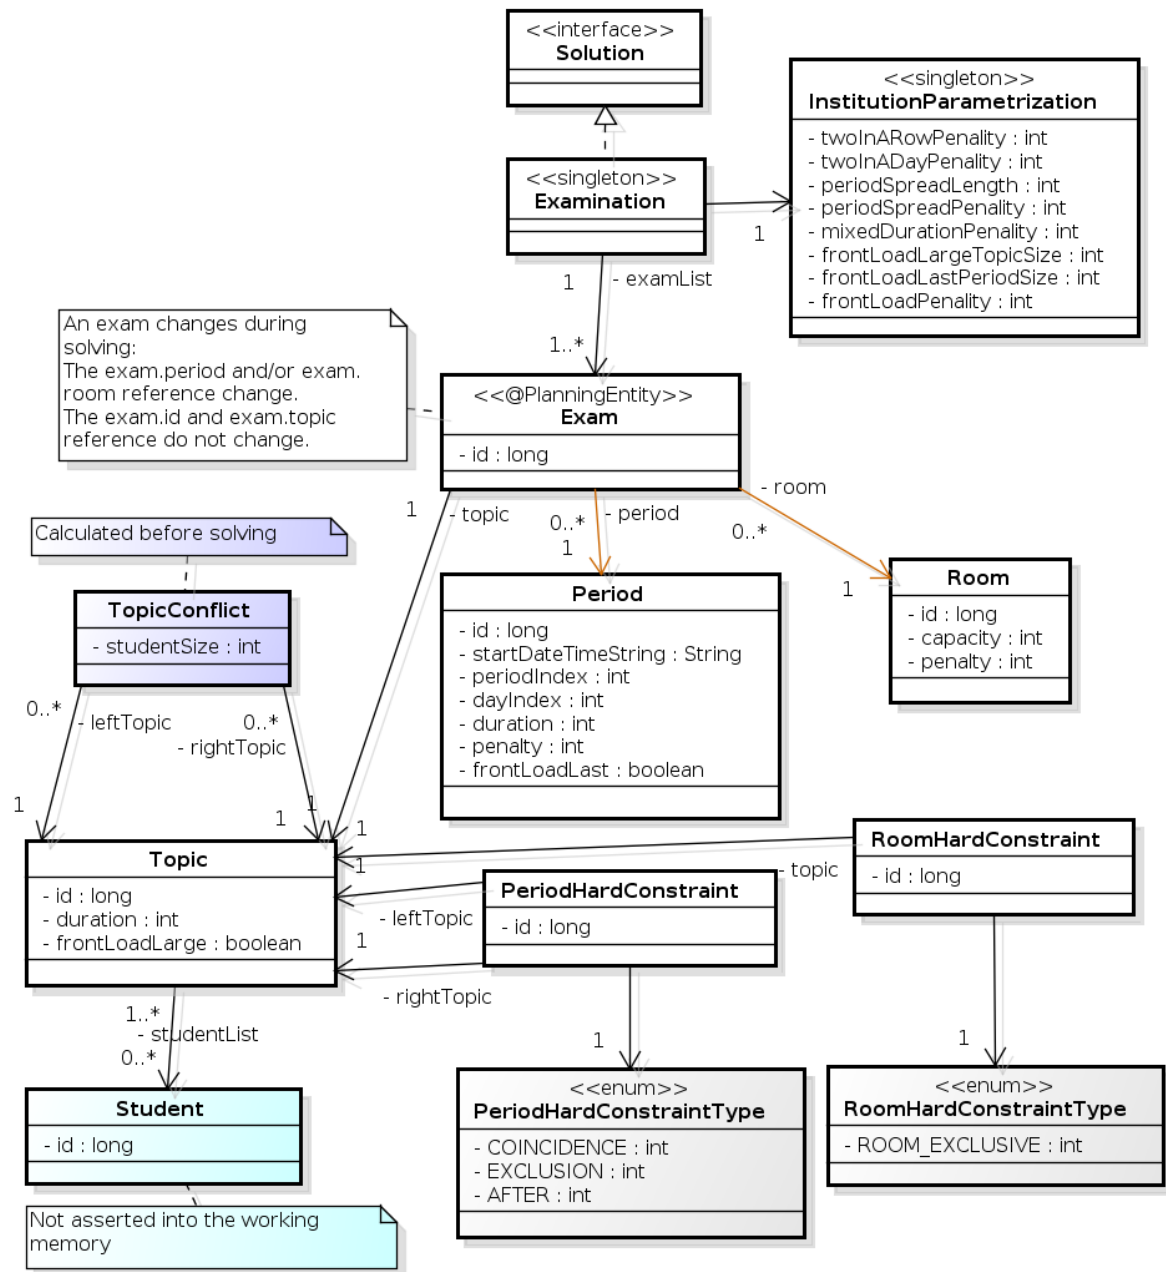 <<interface>>
Solution
<<singleton>>
InstitutionParametrization
- twoInARowPenality : int
- twoInADayPenality : int
- periodSpreadLength : int
- periodSpreadPenality : int
- mixedDurationPenality : int
- frontLoadLargeTopicSize : int
- frontLoadLastPeriodSize : int
- frontLoadPenality : int
<<singleton>>
Examination
1
1
- examList
1..*
An exam changes during
solving:
The exam.period and/or exam.
room reference change.
The exam.id and exam.topic
reference do not change.
<<@PlanningEntity>>
Exam
- id : long
1
- topic
0..*
1
- period
- room
0..*
1
Calculated before solving
TopicConflict
- studentSize : int
0..*
- leftTopic
0..*
- rightTopic
1
1
1
1
Period
- id : long
- startDateTimeString : String
- periodIndex : int
- dayIndex : int
- duration : int
- penalty : int
- frontLoadLast : boolean
Room
- id : long
- capacity : int
- penalty : int
Topic
- id : long
- duration : int
- frontLoadLarge : boolean
1
- leftTopic
1
- rightTopic
PeriodHardConstraint
- id : long
- topic
RoomHardConstraint
- id : long
1..*
- studentList
0..*
1
1
Student
- id : long
Not asserted into the working
memory
<<enum>>
PeriodHardConstraintType
- COINCIDENCE : int
- EXCLUSION : int
- AFTER : int
<<enum>>
RoomHardConstraintType
- ROOM_EXCLUSIVE : int